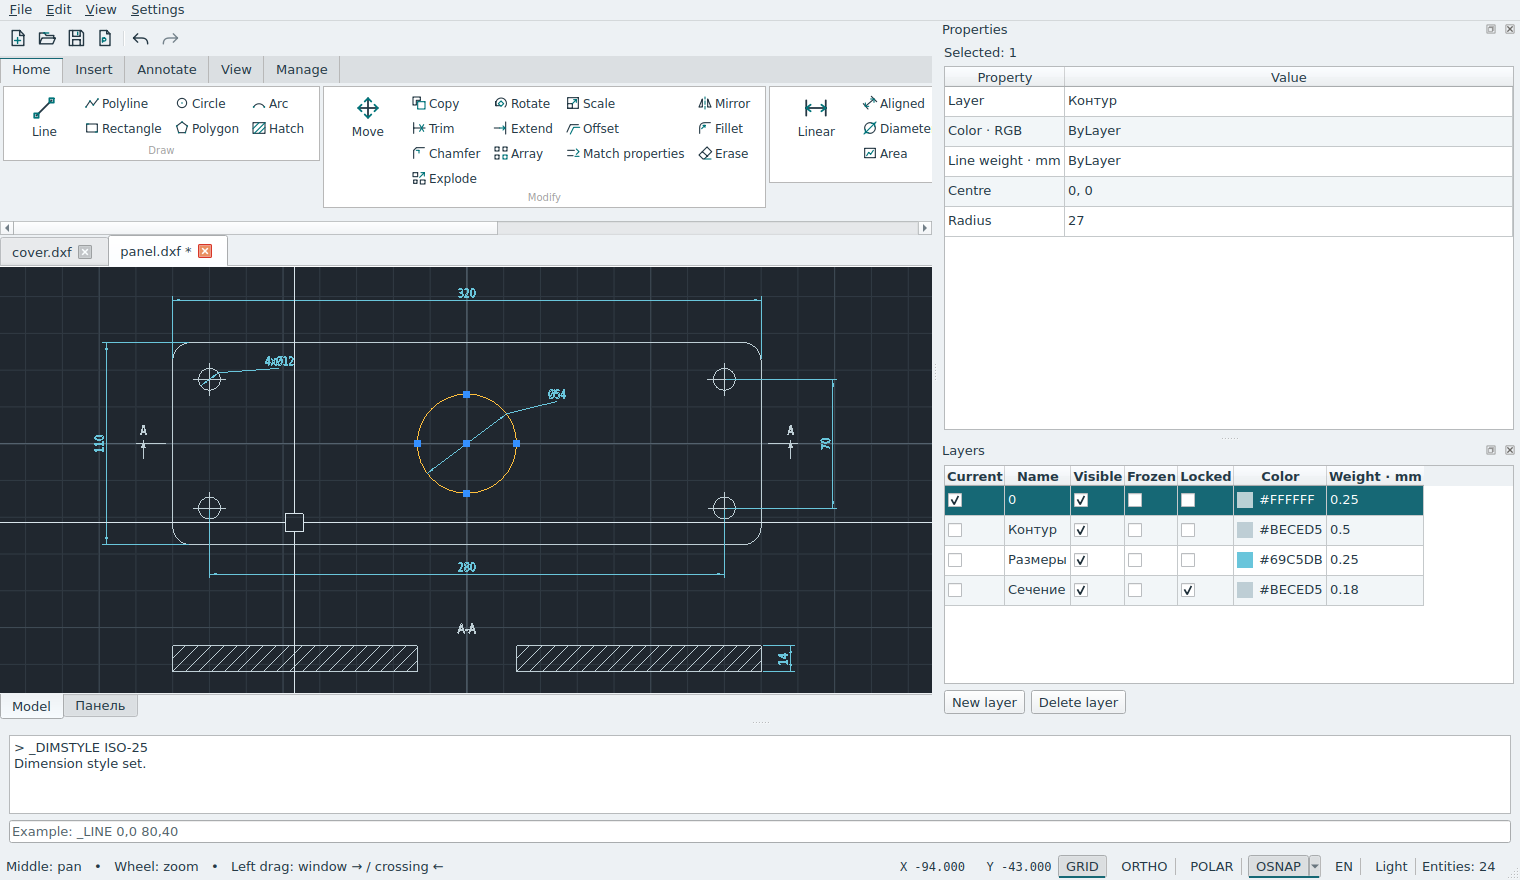 File Edit View Settings
Home Insert Annotate View Manage
Line
Polyline Circle Arc
Rectangle Polygon Hatch
Draw
Move
Copy Rotate Scale Mirror
Trim Extend Offset Fillet
Chamfer Array Match properties Erase
Explode
Modify
Linear
Aligned
Diamete
Area
cover.dxf panel.dxf *
320
4xØ12
Ø54
110
A A
70
280
A-A
14
Model Панель
Properties
Selected: 1
Property Value
Layer Контур
Color · RGB ByLayer
Line weight · mm ByLayer
Centre 0, 0
Radius 27
Layers
Current Name Visible Frozen Locked Color Weight · mm
0 #FFFFFF 0.25
Контур #BECED5 0.5
Размеры #69C5DB 0.25
Сечение #BECED5 0.18
New layer Delete layer
> _DIMSTYLE ISO-25
Dimension style set.
Example: _LINE 0,0 80,40
Middle: pan • Wheel: zoom • Left drag: window → / crossing ← X -94.000 Y -43.000 GRID ORTHO POLAR OSNAP EN Light Entities: 24